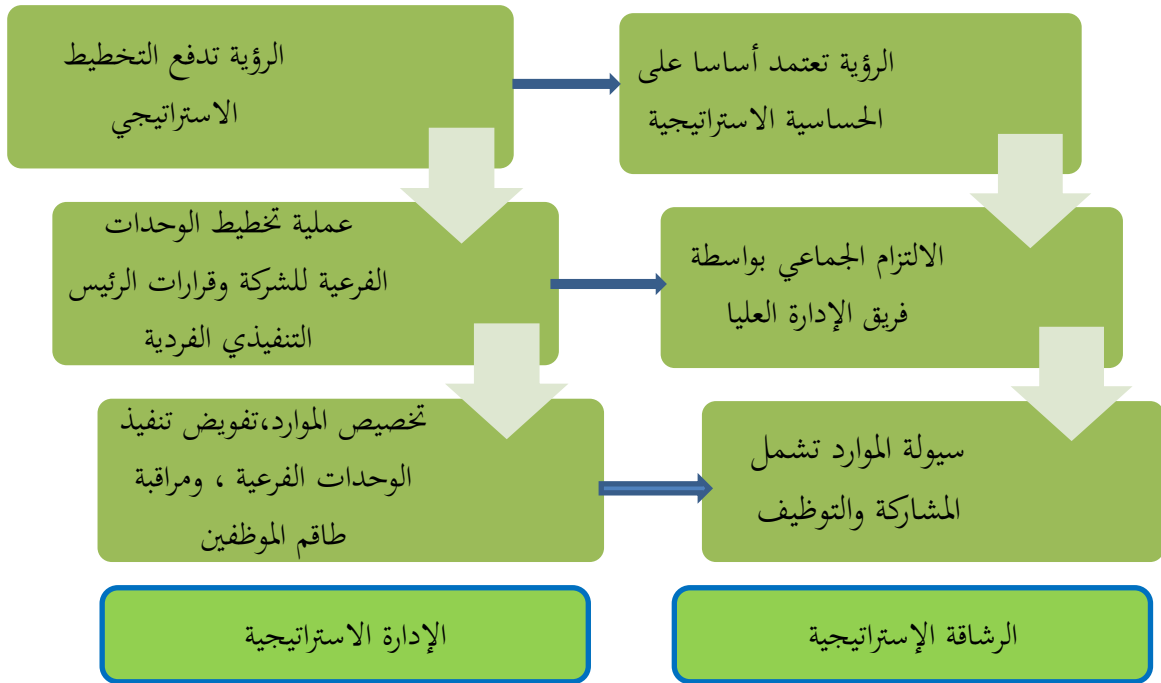 الرؤية تدفع التخطيط
الاستراتيجي
الرؤية تعتمد أساسا على
الحساسية الاستراتيجية
عملية تخطيط الوحدات
الفرعية للشركة وقرارات الرئيس
التنفيذي الفردية
الالتزام الجماعي بواسطة
فريق الإدارة العليا
تخصيص الموارد،تفويض تنفيذ
الوحدات الفرعية ، ومراقبة
طاقم الموظفين
سيولة الموارد تشمل
المشاركة والتوظيف
الإدارة الاستراتيجية
الرشاقة الإستراتيجية